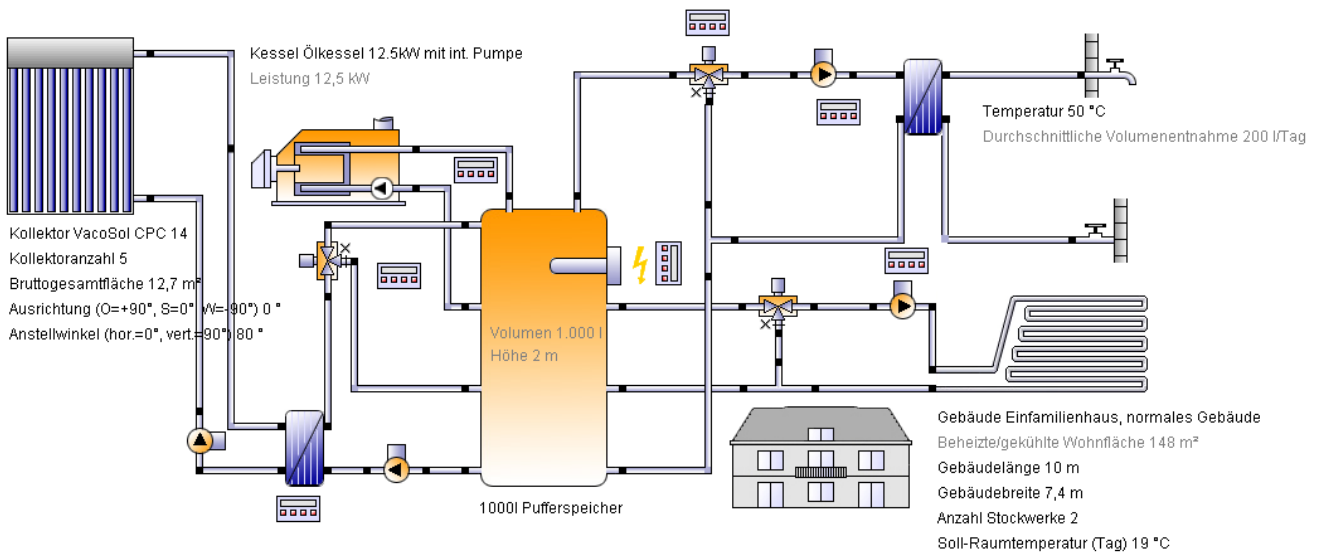 Kessel Ölkessel 12.5kW mit int. Pumpe
Leistung 12,5 kW
Temperatur 50 °C
Durchschnittliche Volumenentnahme 200 l/Tag
Kollektor VacoSol CPC 14
Kollektoranzahl 5
Bruttogesamtfläche 12,7 m²
Ausrichtung (O=+90°, S=0°, W=-90°) 0 °
Anstellwinkel (hor.=0°, vert.=90°) 80 °
Volumen 1.000 l
Höhe 2 m
1000l Pufferspeicher
Gebäude Einfamilienhaus, normales Gebäude
Beheizte/gekühlte Wohnfläche 148 m²
Gebäudelänge 10 m
Gebäudebreite 7,4 m
Anzahl Stockwerke 2
Soll-Raumtemperatur (Tag) 19 °C